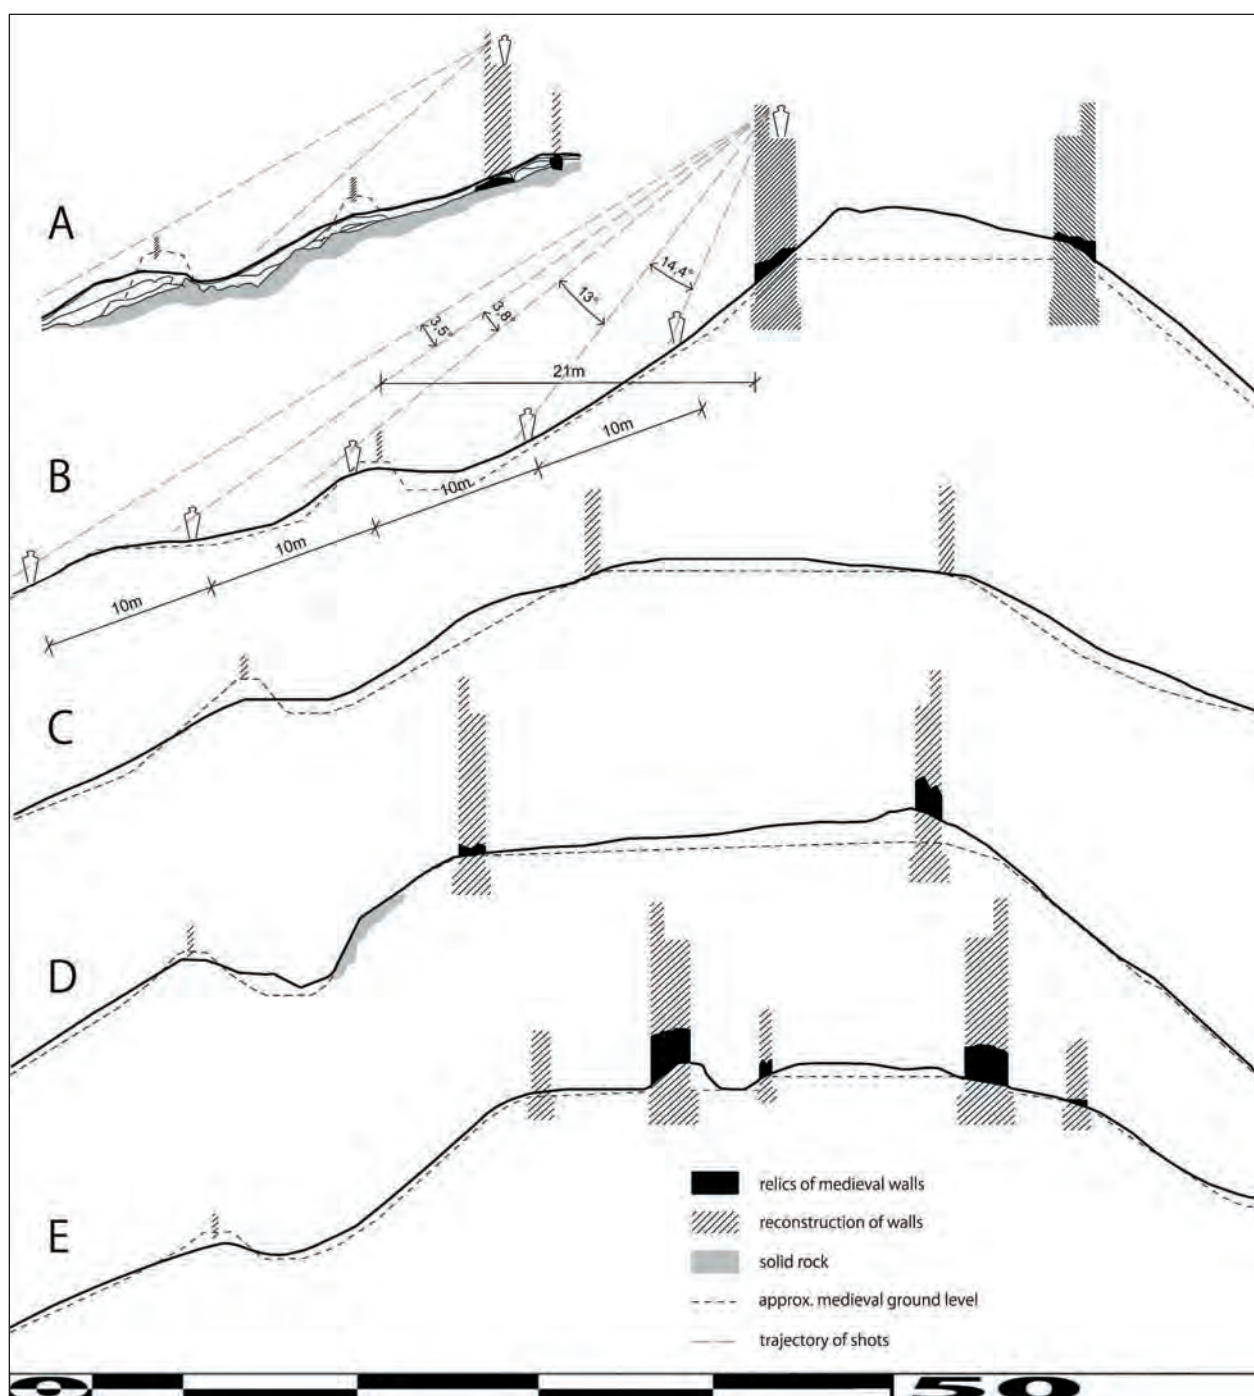 A
14,4°
13°
3,8°
3,5°
21m
B
10m
10m
10m
10m
C
D
relics of medieval walls
reconstruction of walls
E
solid rock
approx. medieval ground level
trajectory of shots
0
50